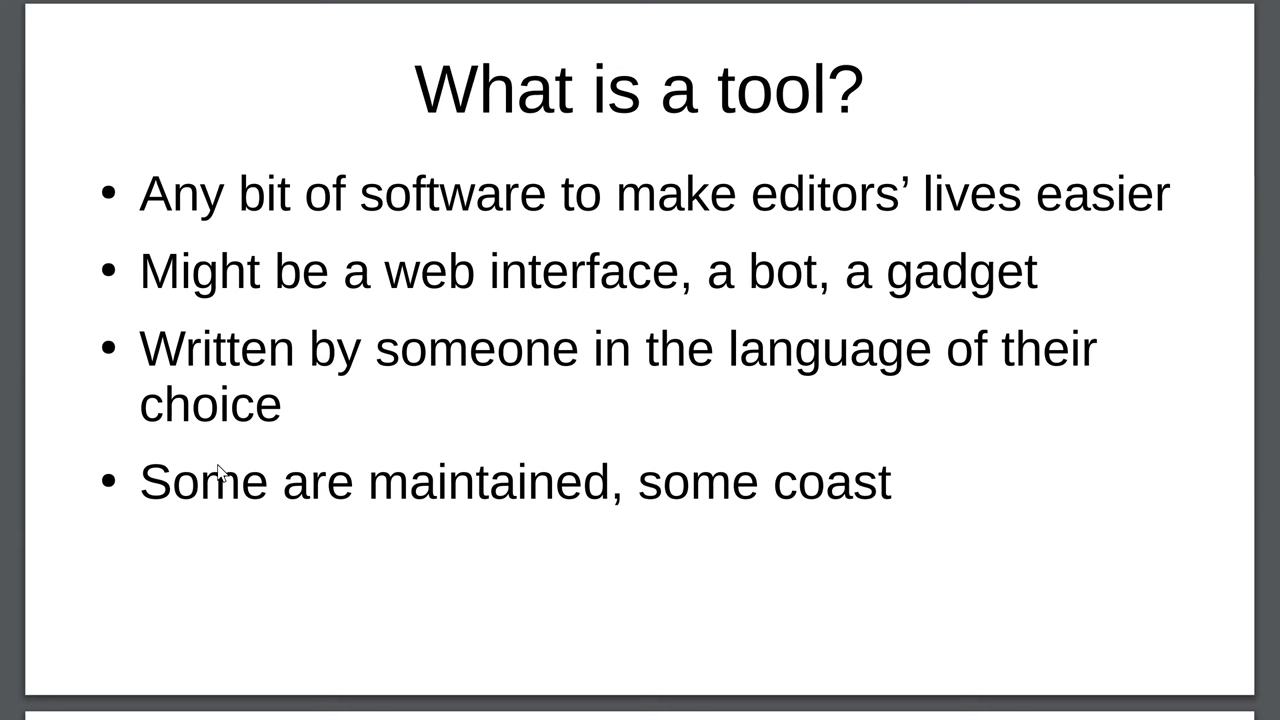 What is a tool?
• Any bit of software to make editors’ lives easier
• Might be a web interface, a bot, a gadget
• Written by someone in the language of their
choice
• Some are maintained, some coast